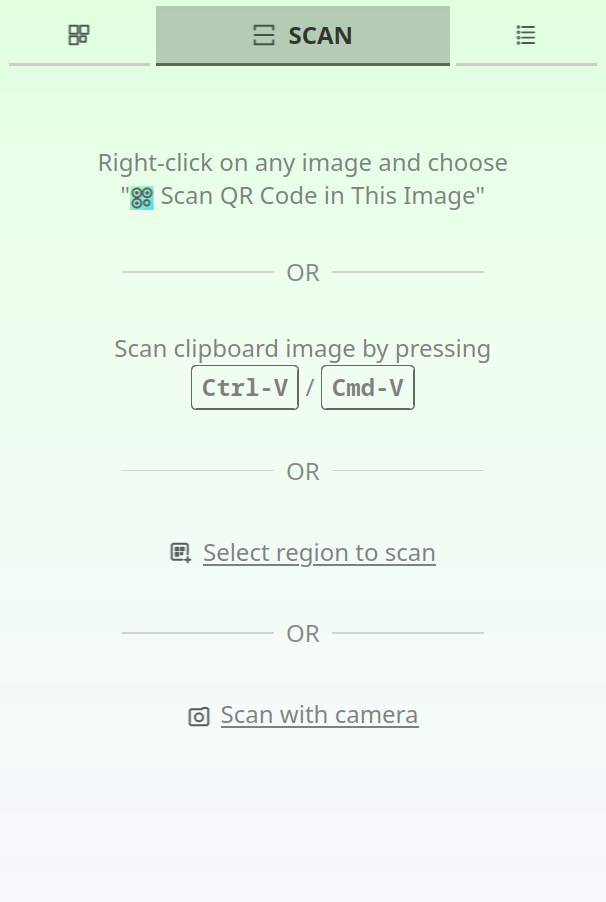 SCAN
Right-click on any image and choose
" Scan QR Code in This Image"
OR
Scan clipboard image by pressing
Ctrl-V / Cmd-V
OR
Select region to scan
OR
Scan with camera